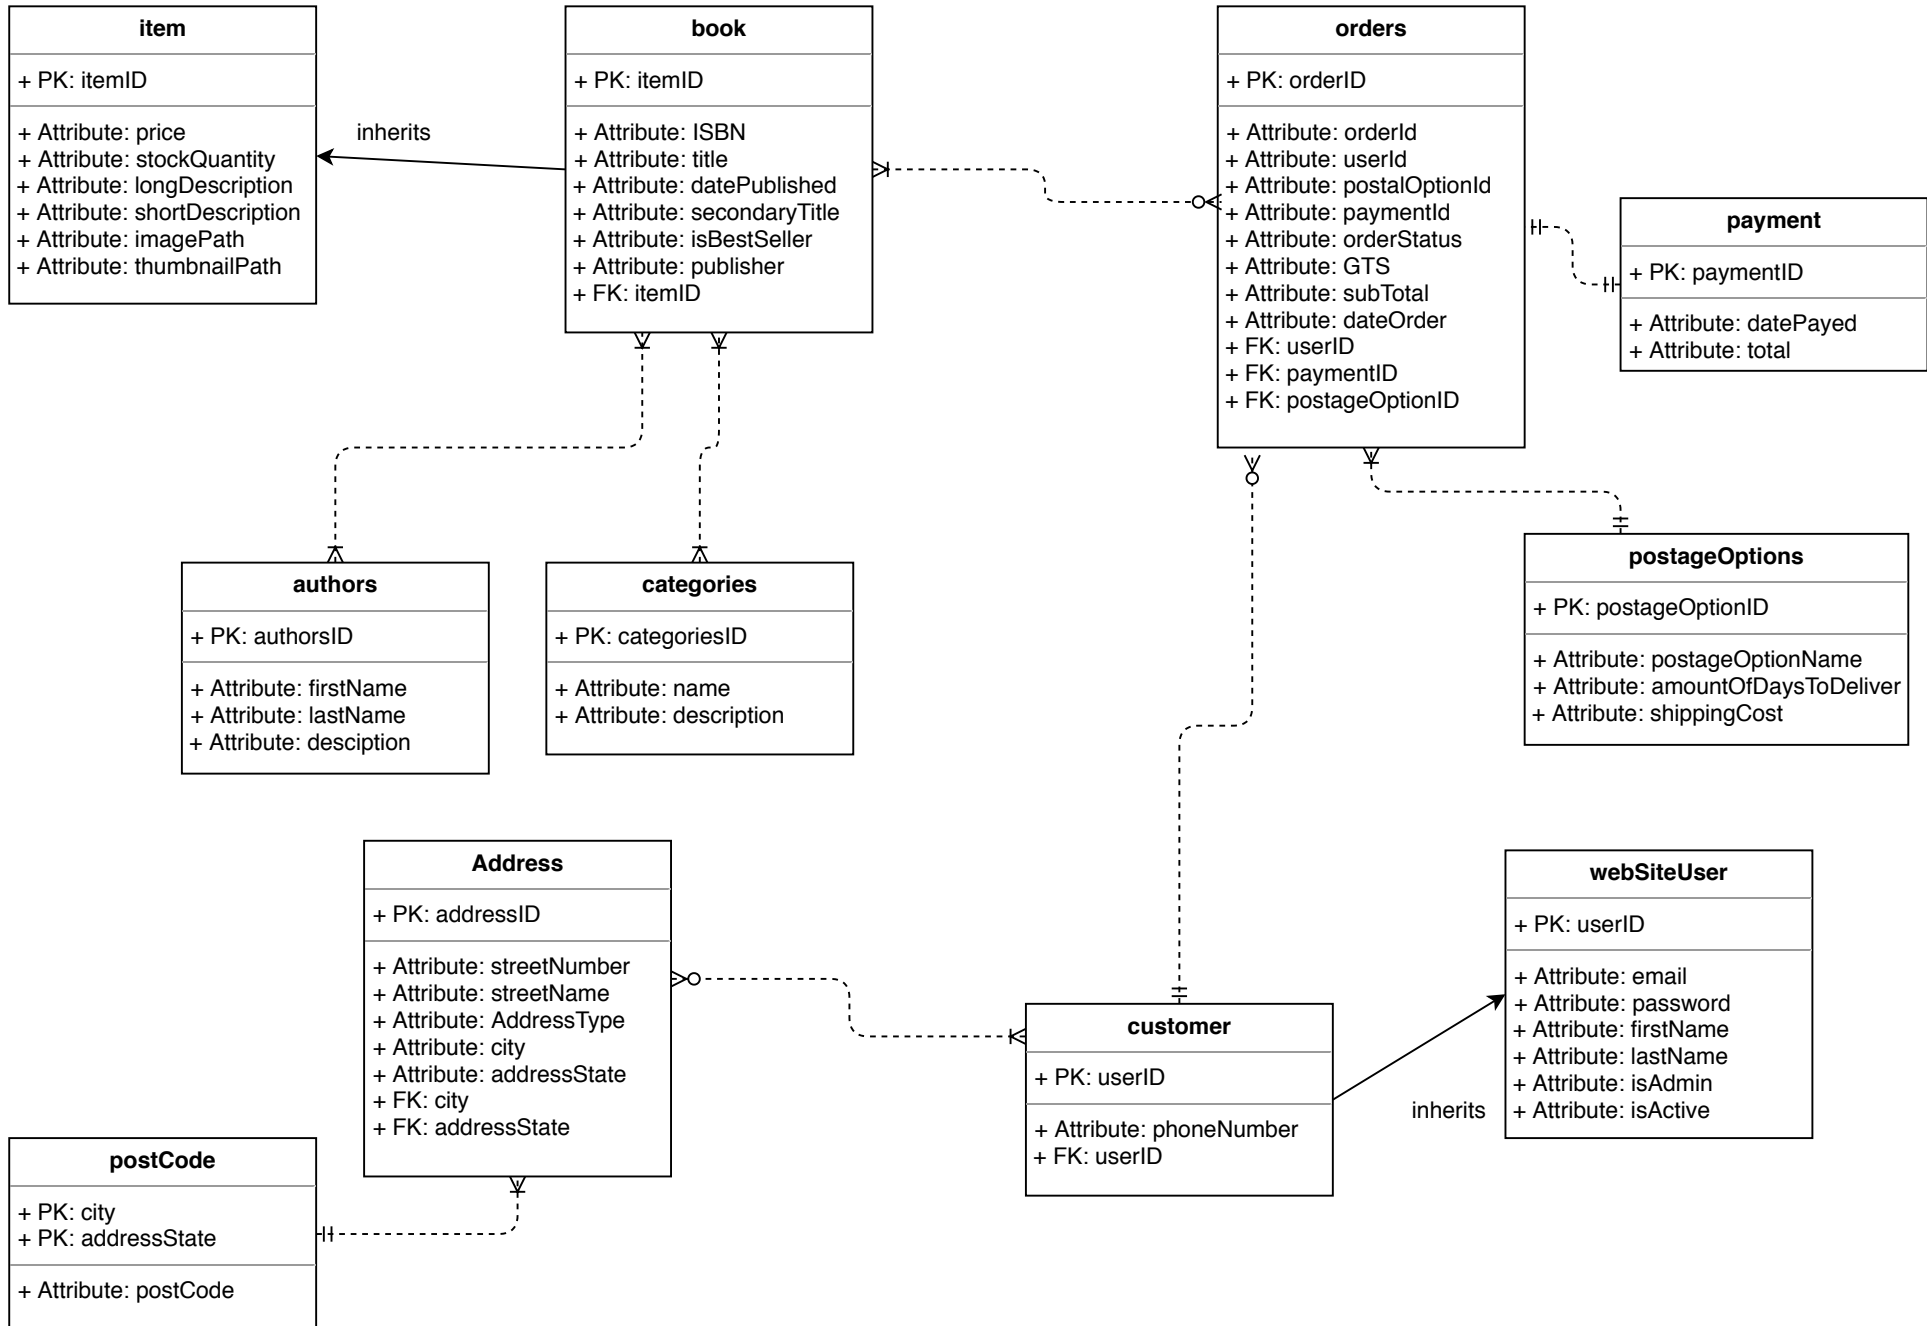 item
+ PK: itemID
+ Attribute: price
+ Attribute: stockQuantity
+ Attribute: longDescription
+ Attribute: shortDescription
+ Attribute: imagePath
+ Attribute: thumbnailPath
inherits
book
+ PK: itemID
+ Attribute: ISBN
+ Attribute: title
+ Attribute: datePublished
+ Attribute: secondaryTitle
+ Attribute: isBestSeller
+ Attribute: publisher
+ FK: itemID
orders
+ PK: orderID
+ Attribute: orderId
+ Attribute: userId
+ Attribute: postalOptionId
+ Attribute: paymentId
+ Attribute: orderStatus
+ Attribute: GTS
+ Attribute: subTotal
+ Attribute: dateOrder
+ FK: userID
+ FK: paymentID
+ FK: postageOptionID
payment
+ PK: paymentID
+ Attribute: datePayed
+ Attribute: total
authors
+ PK: authorsID
+ Attribute: firstName
+ Attribute: lastName
+ Attribute: desciption
categories
+ PK: categoriesID
+ Attribute: name
+ Attribute: description
postageOptions
+ PK: postageOptionID
+ Attribute: postageOptionName
+ Attribute: amountOfDaysToDeliver
+ Attribute: shippingCost
Address
+ PK: addressID
+ Attribute: streetNumber
+ Attribute: streetName
+ Attribute: AddressType
+ Attribute: city
+ Attribute: addressState
+ FK: city
+ FK: addressState
customer
+ PK: userID
+ Attribute: phoneNumber
+ FK: userID
inherits
webSiteUser
+ PK: userID
+ Attribute: email
+ Attribute: password
+ Attribute: firstName
+ Attribute: lastName
+ Attribute: isAdmin
+ Attribute: isActive
postCode
+ PK: city
+ PK: addressState
+ Attribute: postCode